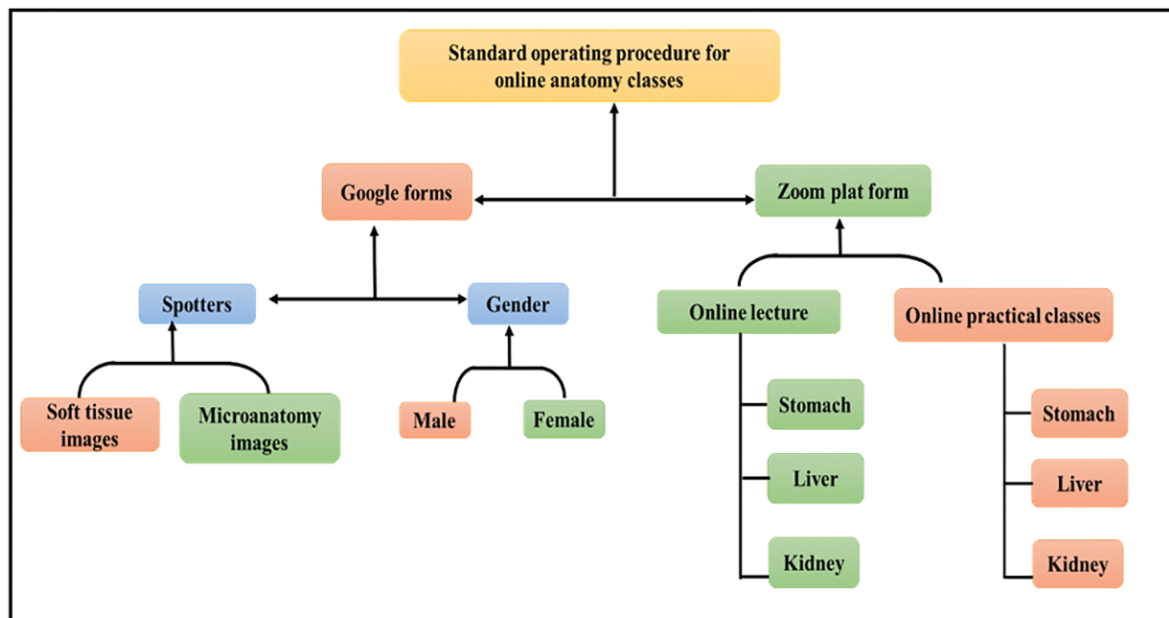 Standard operating procedure for
online anatomy classes
Google forms
Zoom plat form
Spotters
Gender
Online lecture
Online practical classes
Soft tissue
images
Microanatomy
images
Male
Female
Stomach
Liver
Kidney
Stomach
Liver
Kidney